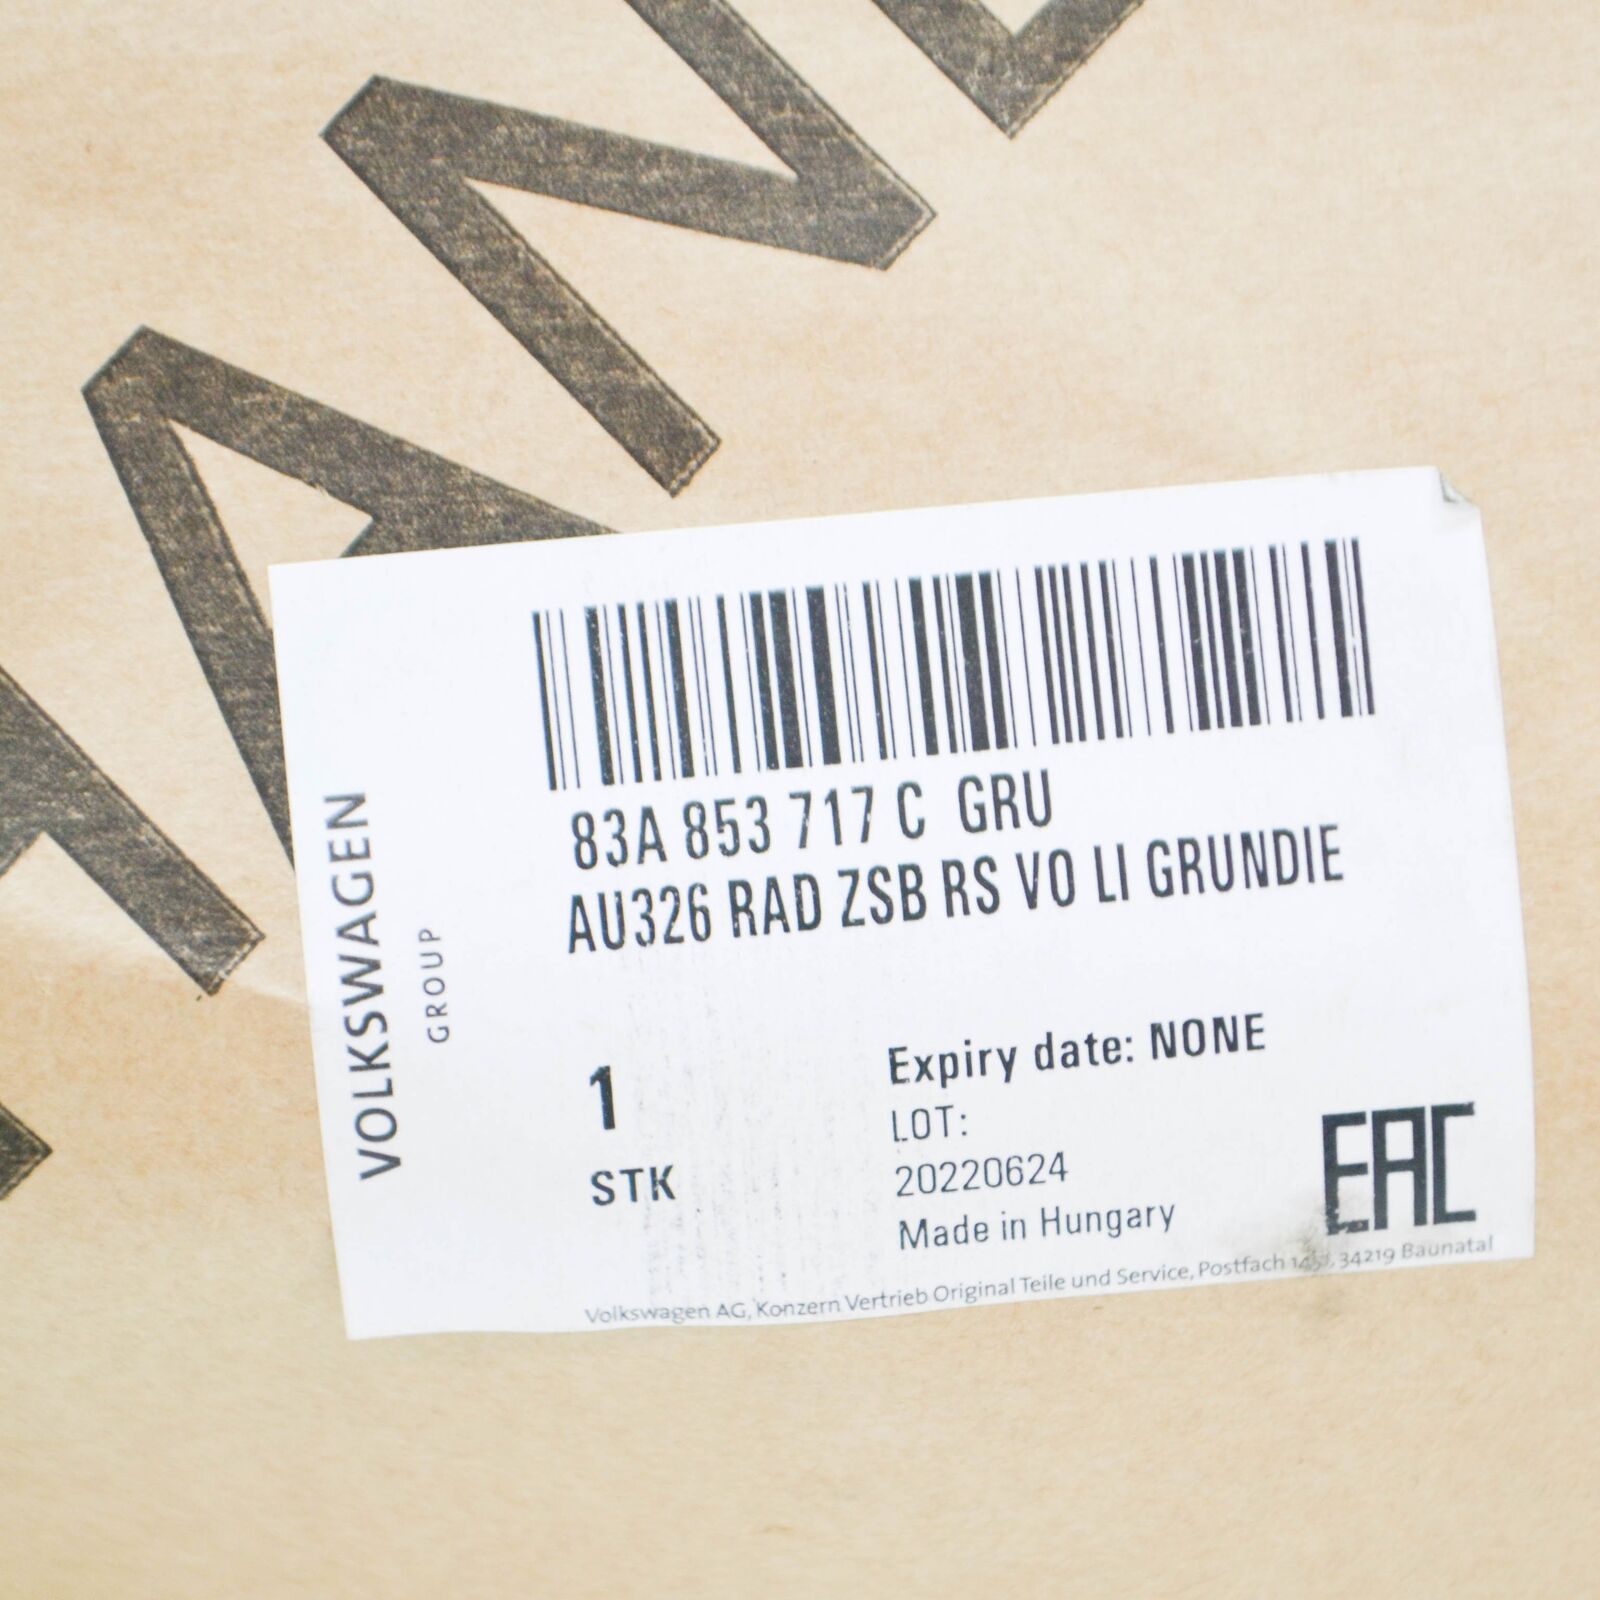 VOLKSWAGEN
GROUP
83A 853 717 C GRU
AU326 RAD ZSB RS VO LI GRUNDIE
1
STK
Expiry date: NONE
LOT:
20220624
Made in Hungary
EAC
Volkswagen AG, Konzern Vertrieb Original Teile und Service, Postfach 34219 Baunatal